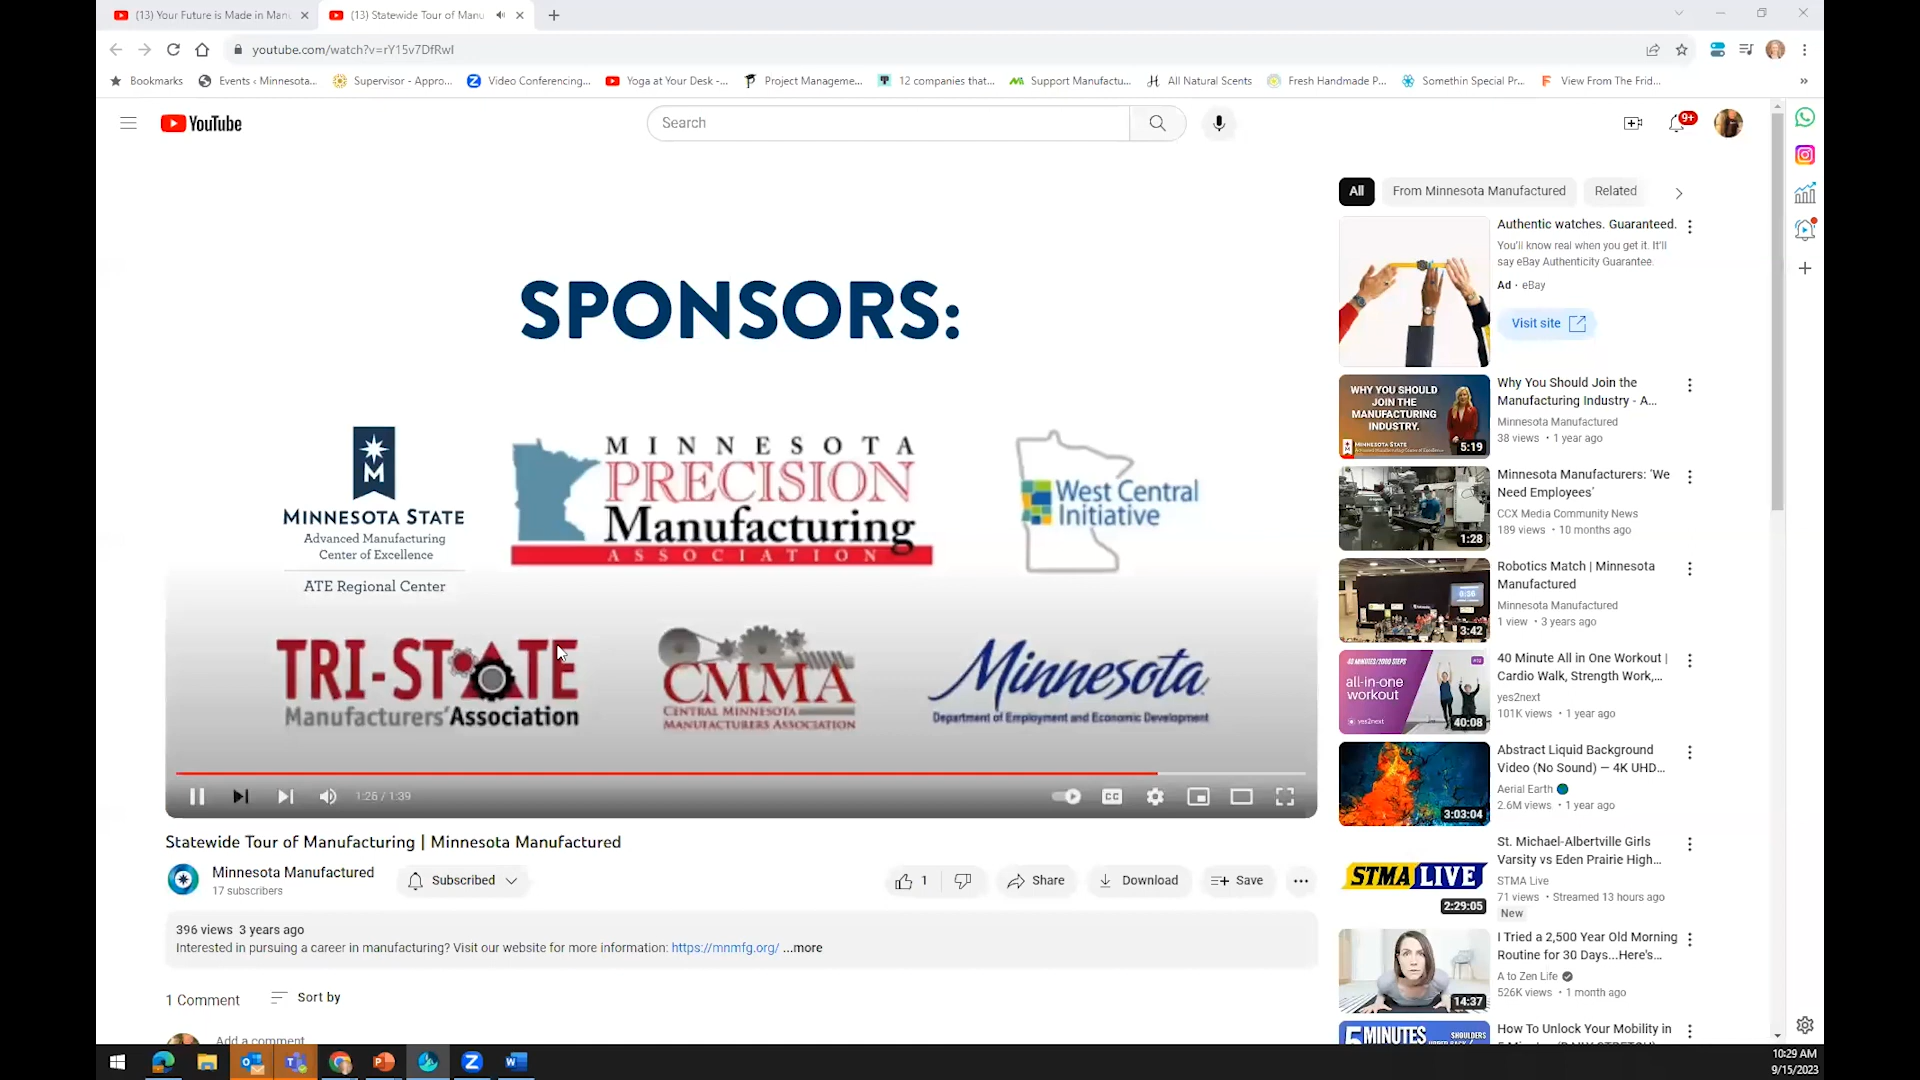 (13) Your Future is Made in Man
(13) Statewide Tour of Manu
youtube.com/watch?v=rY15v7DfRwI
Bookmarks
Events ‹ Minnesota...
Supervisor - Appro...
Video Conferencing...
Yoga at Your Desk -...
Project Manageme...
12 companies that...
Support Manufactu...
All Natural Scents
Fresh Handmade P...
Somethin Special Pr...
View From The Frid...
YouTube
Search
9+
SPONSORS:
MINNESOTA STATE
Advanced Manufacturing
Center of Excellence
ATE Regional Center
MINNESOTA
PRECISION
Manufacturing
ASSOCIATION
West Central
Initiative
TRI-STATE
Manufacturers' Association
CMMA
CENTRAL MINNESOTA
MANUFACTURERS ASSOCIATION
Minnesota
Department of Employment and Economic Development
1:26 / 1:39
CC
Statewide Tour of Manufacturing | Minnesota Manufactured
Minnesota Manufactured
17 subscribers
Subscribed
1
Share
Download
Save
396 views 3 years ago
Interested in pursuing a career in manufacturing? Visit our website for more information: https://mnmfg.org/ ...more
1 Comment
Sort by
Add a comment
All
From Minnesota Manufactured
Related
Authentic watches. Guaranteed.
You'll know real when you get it. It'll
say eBay Authenticity Guarantee.
Ad · eBay
Visit site
WHY YOU SHOULD
JOIN THE
MANUFACTURING
INDUSTRY.
MINNESOTA STATE
5:19
Why You Should Join the
Manufacturing Industry - A...
Minnesota Manufactured
38 views • 1 year ago
1:28
Minnesota Manufacturers: 'We
Need Employees'
CCX Media Community News
189 views • 10 months ago
3:42
Robotics Match | Minnesota
Manufactured
Minnesota Manufactured
1 view • 3 years ago
40 MINUTES/2000 STEPS
all-in-one
workout
yes2next
40:08
40 Minute All in One Workout |
Cardio Walk, Strength Work,...
yes2next
101K views • 1 year ago
3:03:04
Abstract Liquid Background
Video (No Sound) — 4K UHD...
Aerial Earth
2.6M views • 1 year ago
STMA LIVE
2:29:05
St. Michael-Albertville Girls
Varsity vs Eden Prairie High...
STMA Live
71 views • Streamed 13 hours ago
New
14:37
I Tried a 2,500 Year Old Morning
Routine for 30 Days...Here's...
A to Zen Life
526K views • 1 month ago
5 MINUTES
SHOULDERS
How To Unlock Your Mobility in
10:29 AM
9/15/2023